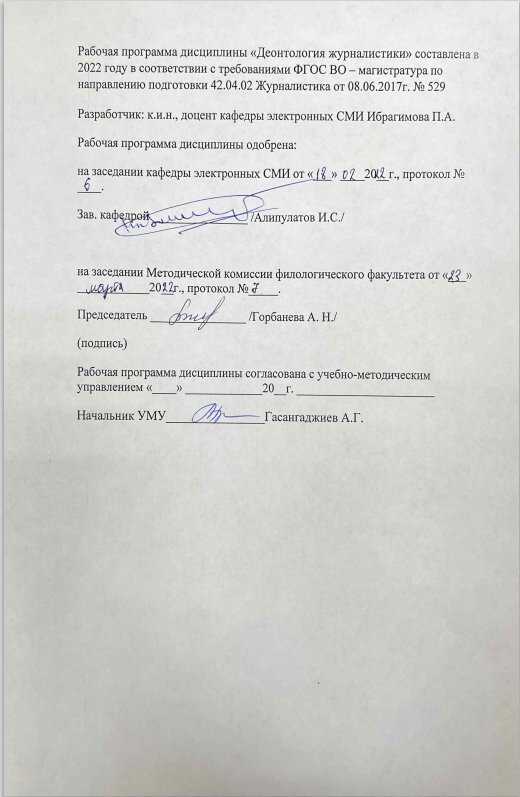 Рабочая программа дисциплины «Деонтология журналистики» составлена в
2022 году в соответствии с требованиями ФГОС ВО – магистратура по
направлению подготовки 42.04.02 Журналистика от 08.06.2017г. № 529
Разработчик: к.и.н., доцент кафедры электронных СМИ Ибрагимова П.А.
Рабочая программа дисциплины одобрена:
на заседании кафедры электронных СМИ от «18» 02 2022г., протокол №
6.
Зав. кафедрой /Алипулатов И.С./
на заседании Методической комиссии филологического факультета от «23»
марта 2022г., протокол № 7.
Председатель /Горбанева А. Н./
(подпись)
Рабочая программа дисциплины согласована с учебно-методическим
управлением «____» _____________20__г. _______________________
Начальник УМУ Гасангаджиев А.Г.